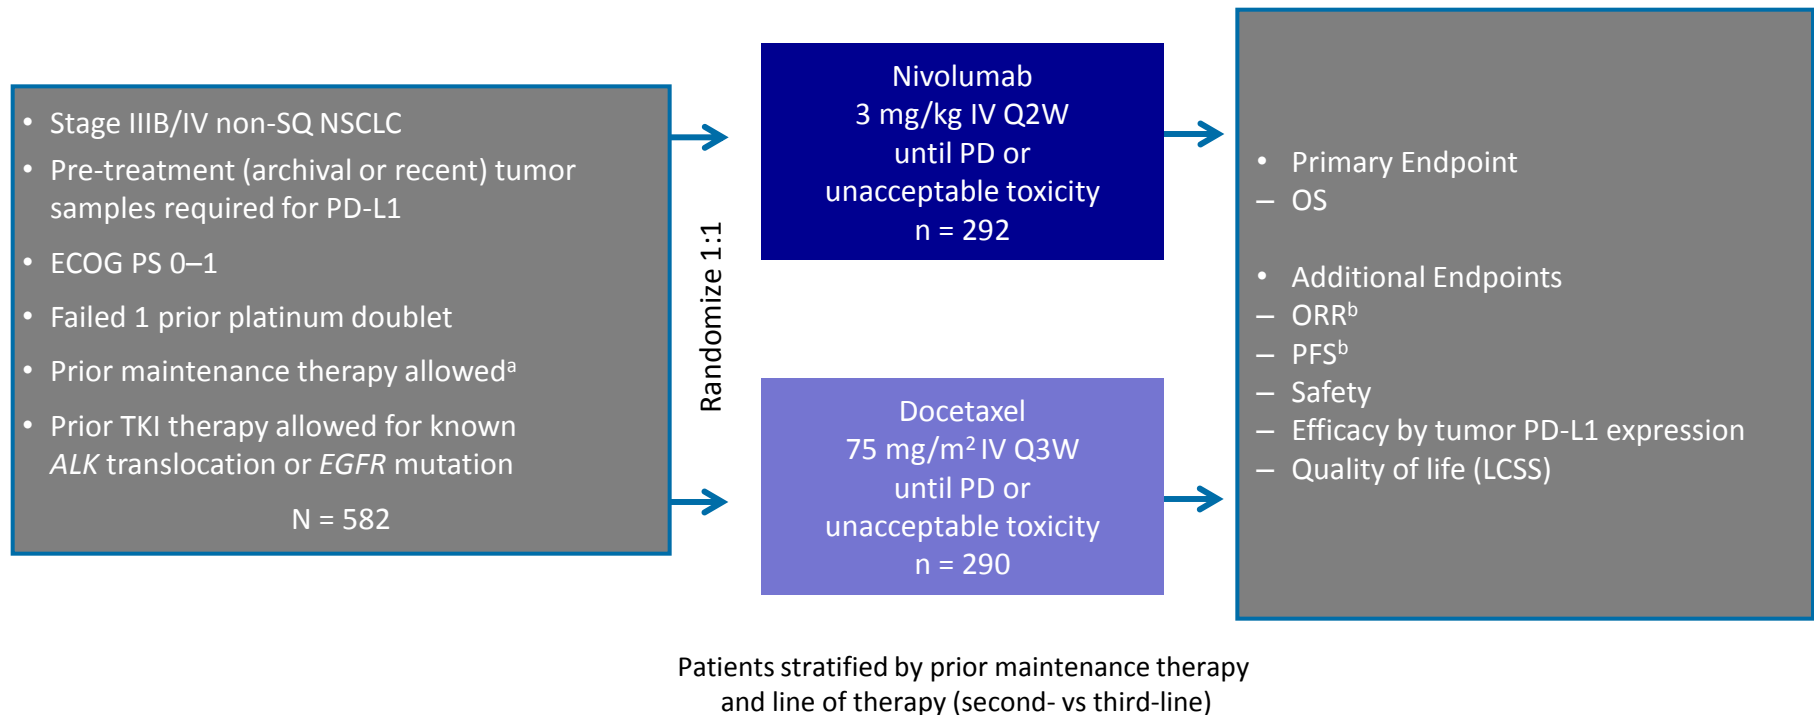 • Stage IIIB/IV non-SQ NSCLC
• Pre-treatment (archival or recent) tumor
samples required for PD-L1
• ECOG PS 0–1
• Failed 1 prior platinum doublet
• Prior maintenance therapy allowedᵃ
• Prior TKI therapy allowed for known
ALK translocation or EGFR mutation
N = 582
Randomize 1:1
Nivolumab
3 mg/kg IV Q2W
until PD or
unacceptable toxicity
n = 292
Docetaxel
75 mg/m² IV Q3W
until PD or
unacceptable toxicity
n = 290
• Primary Endpoint
– OS
• Additional Endpoints
– ORRᵇ
– PFSᵇ
– Safety
– Efficacy by tumor PD-L1 expression
– Quality of life (LCSS)
Patients stratified by prior maintenance therapy
and line of therapy (second- vs third-line)